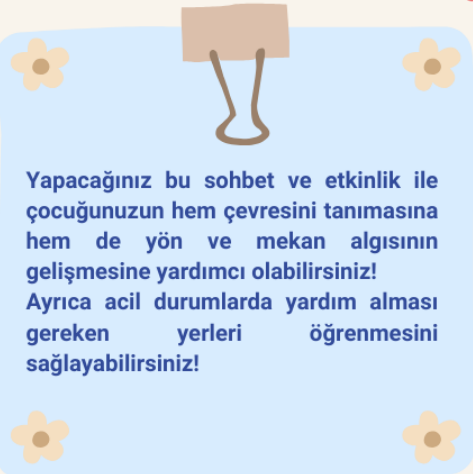 Yapacağınız bu sohbet ve etkinlik ile
çocuğunuzun hem çevresini tanımasına
hem de yön ve mekan algısının
gelişmesine yardımcı olabilirsiniz!
Ayrıca acil durumlarda yardım alması
gereken yerleri öğrenmesini
sağlayabilirsiniz!